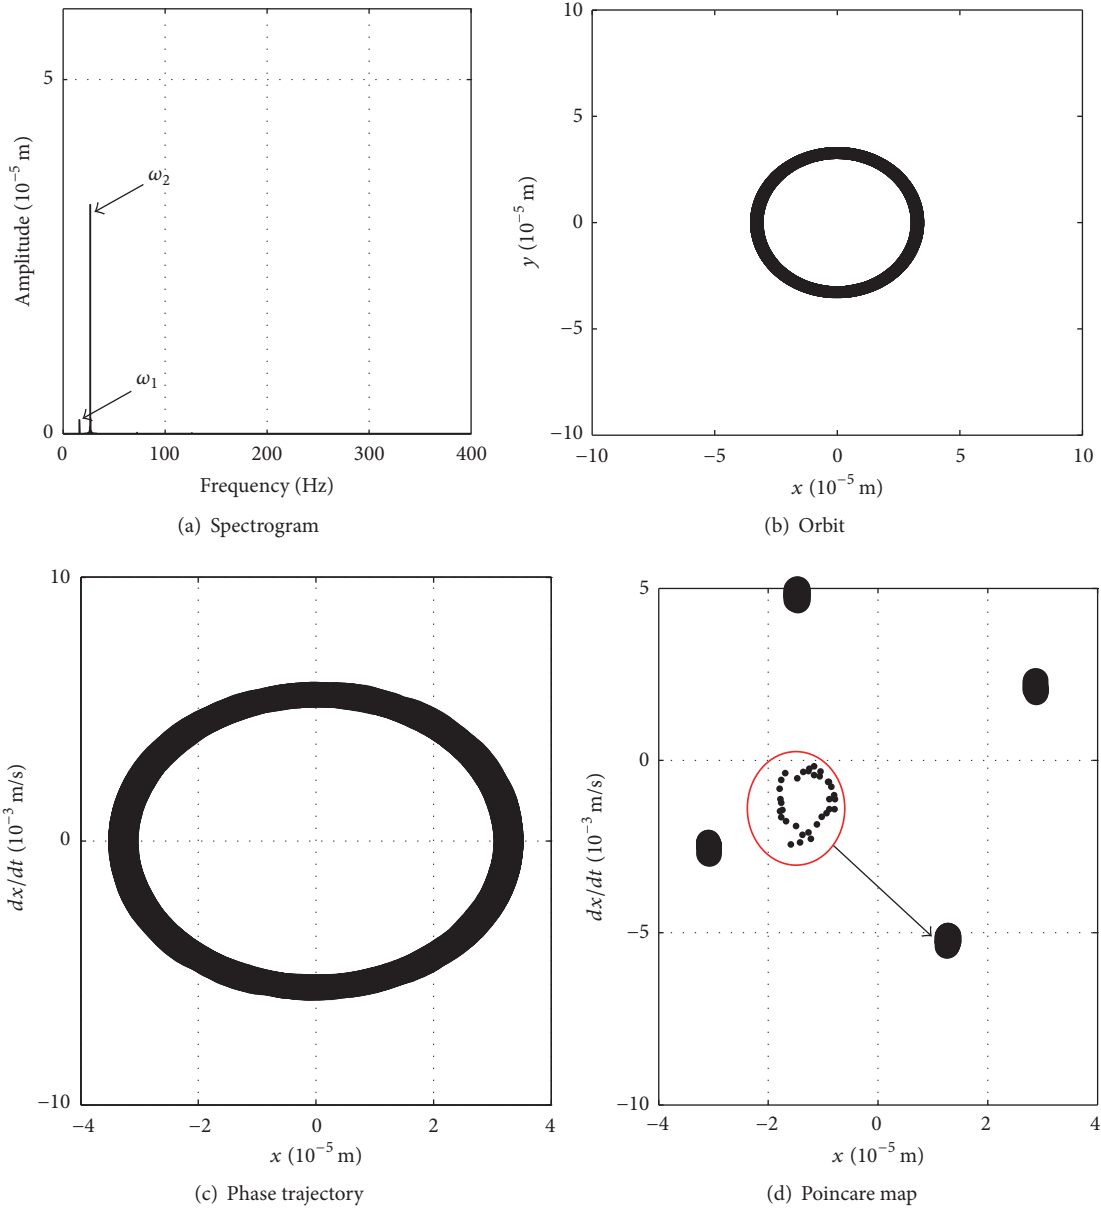 5
0
Amplitude (10⁻⁵ m)
ω₂
ω₁
0 100 200 300 400
Frequency (Hz)
(a) Spectrogram
10
5
0
−5
−10
y (10⁻⁵ m)
−10 −5 0 5 10
x (10⁻⁵ m)
(b) Orbit
10
0
−10
dx/dt (10⁻³ m/s)
−4 −2 0 2 4
x (10⁻⁵ m)
(c) Phase trajectory
5
0
−5
−10
dx/dt (10⁻³ m/s)
−4 −2 0 2 4
x (10⁻⁵ m)
(d) Poincare map